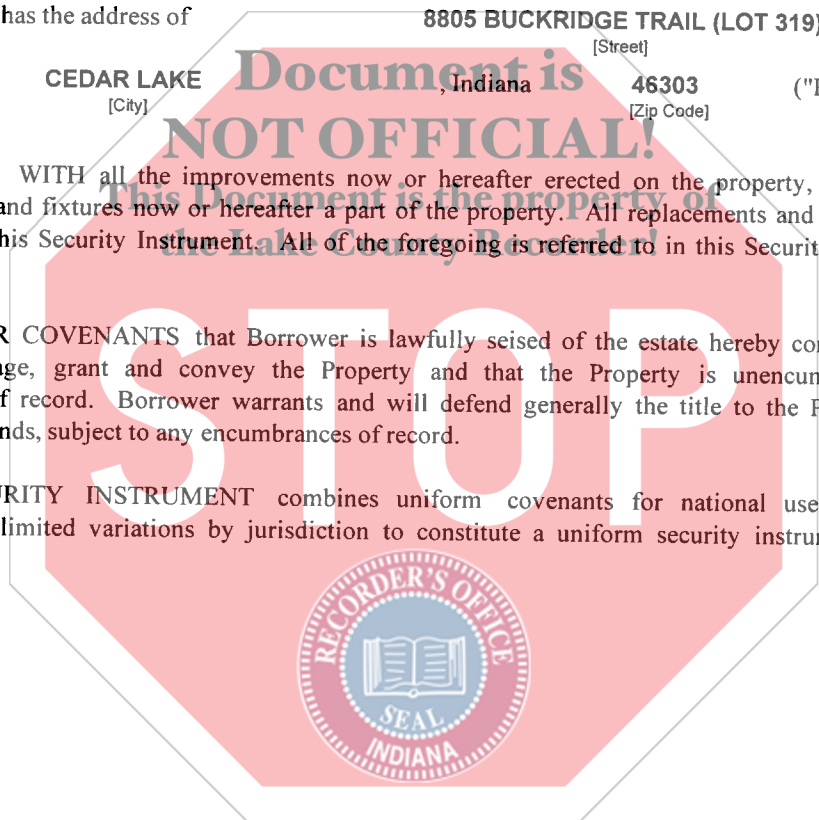 has the address of 8805 BUCKRIDGE TRAIL (LOT 319)
[Street]
Document is
CEDAR LAKE , Indiana 46303 ("
[City] [Zip Code]
NOT OFFICIAL!
WITH all the improvements now or hereafter erected on the property,
This Document is the property of
and fixtures now or hereafter a part of the property. All replacements and
his Security Instrument. All of the foregoing is referred to in this Securit
the Lake County Recorder!
STOP
R COVENANTS that Borrower is lawfully seised of the estate hereby co
age, grant and convey the Property and that the Property is unencun
f record. Borrower warrants and will defend generally the title to the
nds, subject to any encumbrances of record.
URITY INSTRUMENT combines uniform covenants for national use
limited variations by jurisdiction to constitute a uniform security instru
RECORDER'S OFFICE
SEAL
INDIANA